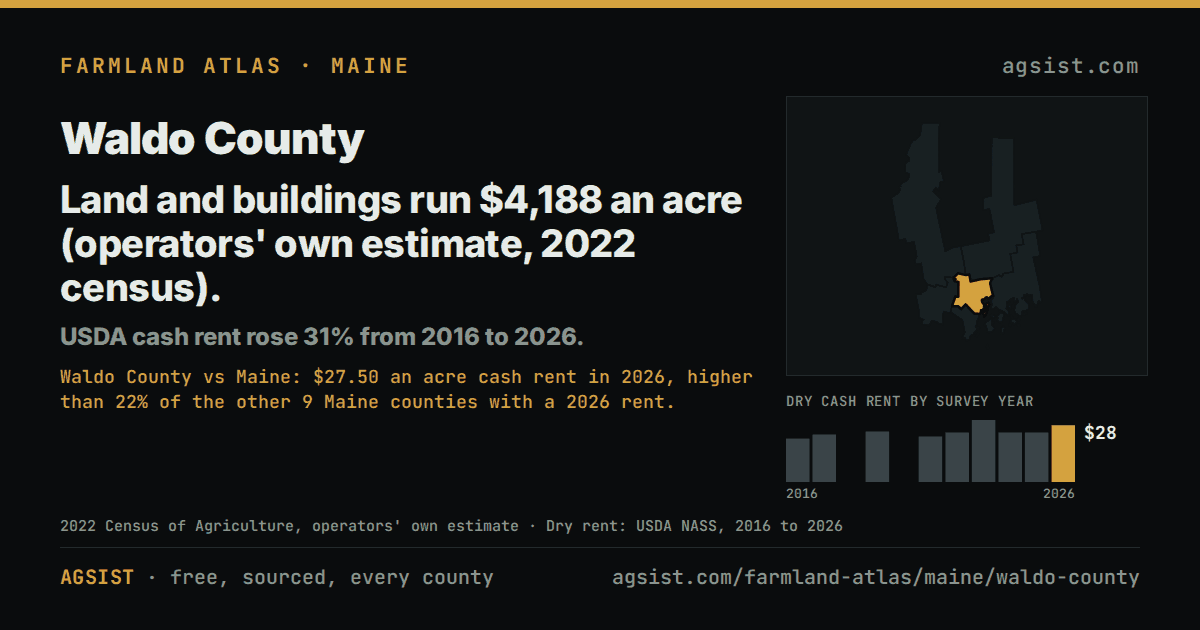 FARMLAND ATLAS · MAINE
agsist.com
Waldo County
Land and buildings run $4,188 an acre
(operators' own estimate, 2022
census).
USDA cash rent rose 31% from 2016 to 2026.
Waldo County vs Maine: $27.50 an acre cash rent in 2026, higher
than 22% of the other 9 Maine counties with a 2026 rent.
DRY CASH RENT BY SURVEY YEAR
$28
2016
2026
2022 Census of Agriculture, operators' own estimate · Dry rent: USDA NASS, 2016 to 2026
AGSIST · free, sourced, every county
agsist.com/farmland-atlas/maine/waldo-county